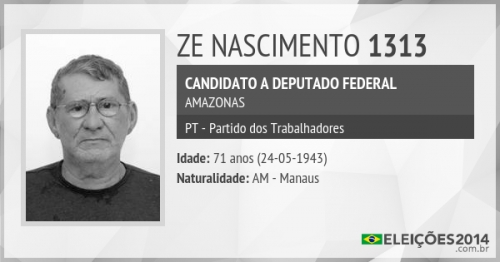 ZE NASCIMENTO 1313
CANDIDATO A DEPUTADO FEDERAL
AMAZONAS
PT - Partido dos Trabalhadores
Idade: 71 anos (24-05-1943)
Naturalidade: AM - Manaus
ELEIÇÕES2014
.com.br